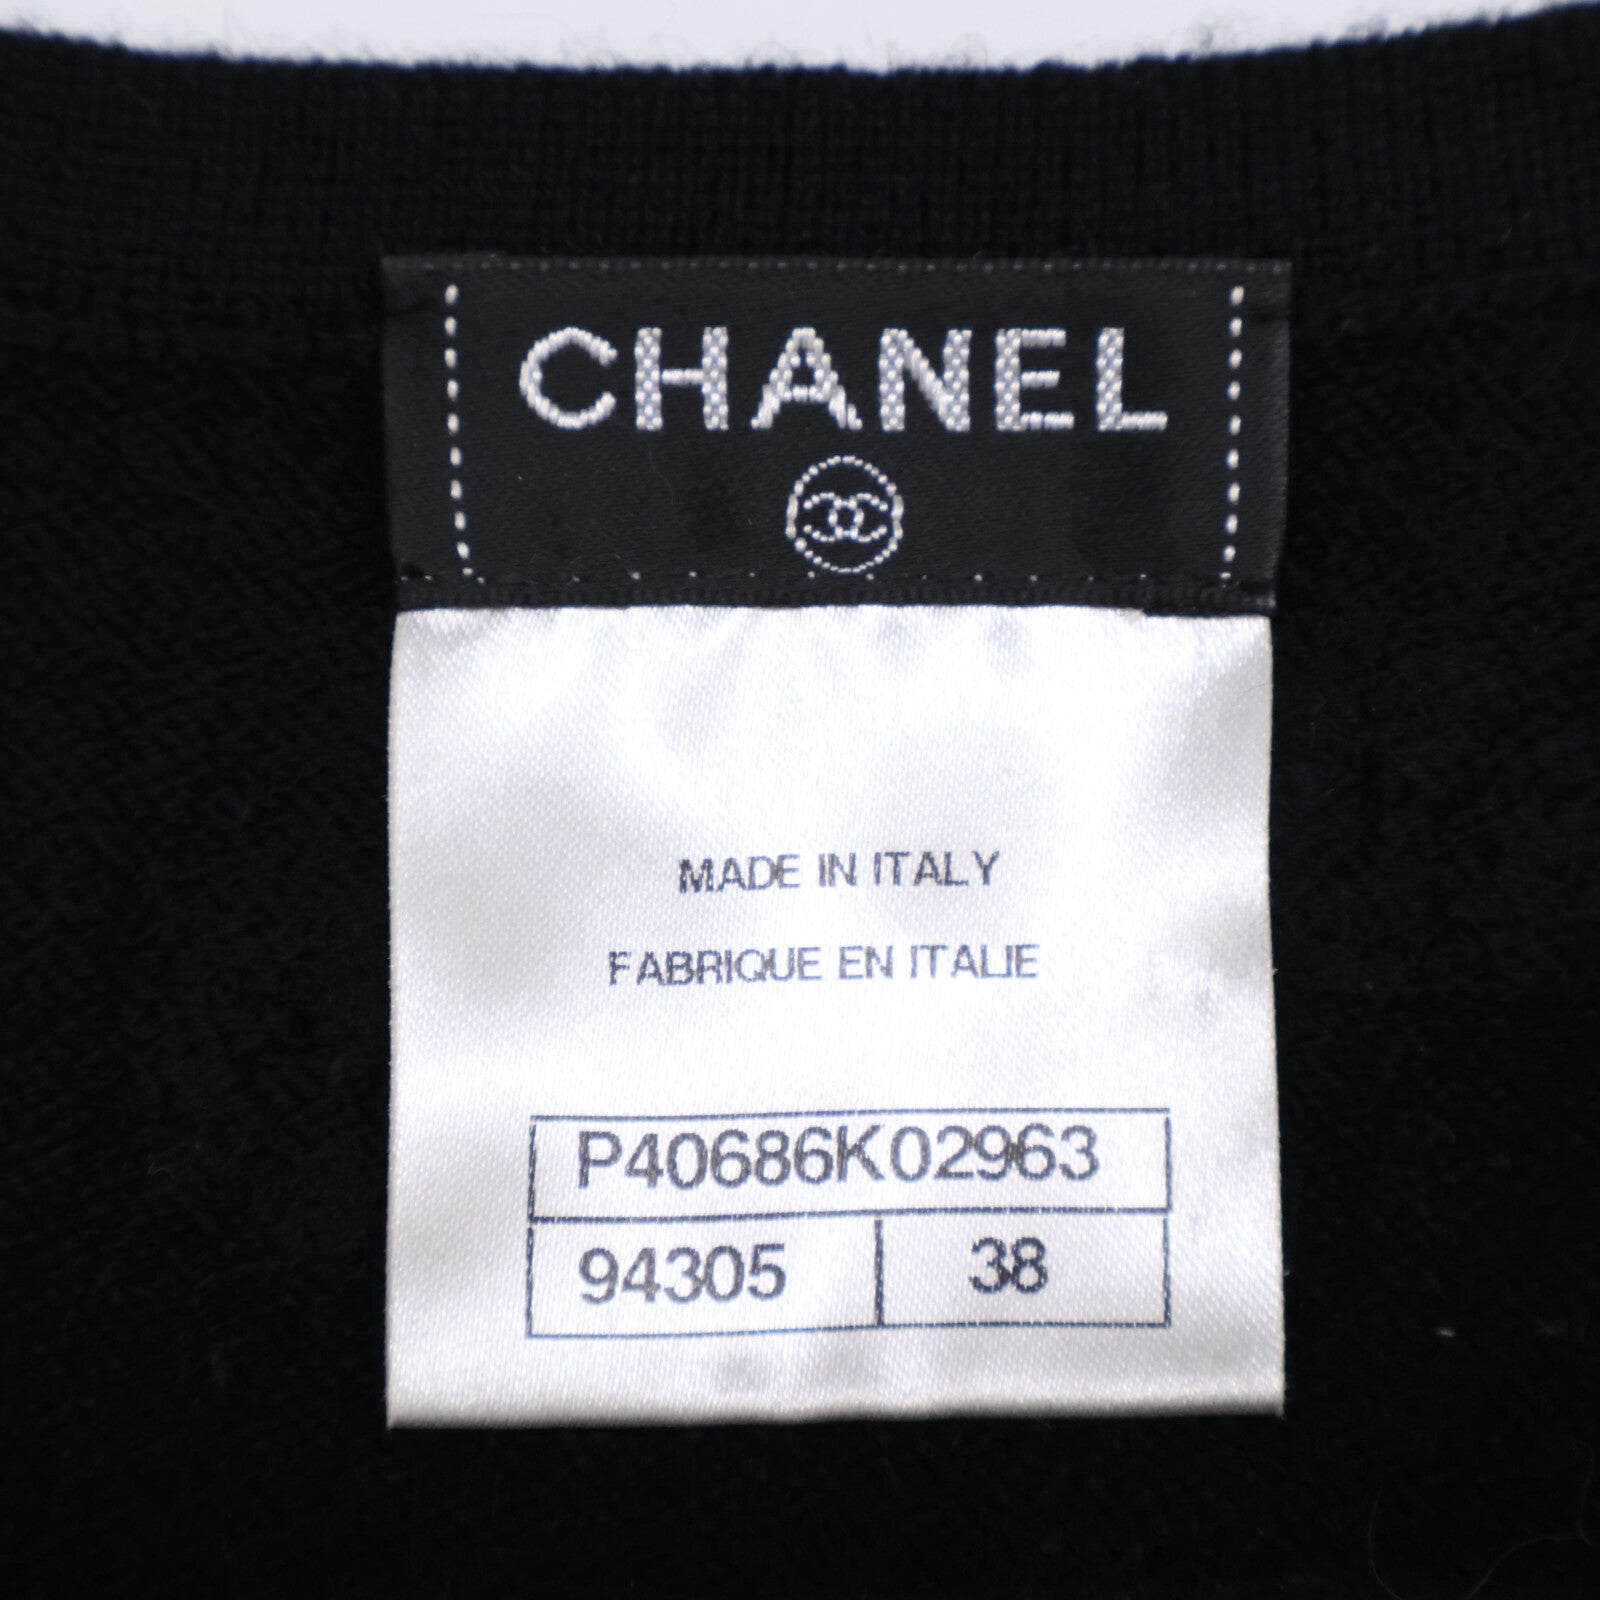 CHANEL
MADE IN ITALY
FABRIQUE EN ITALIE
P40686K02963
94305 38